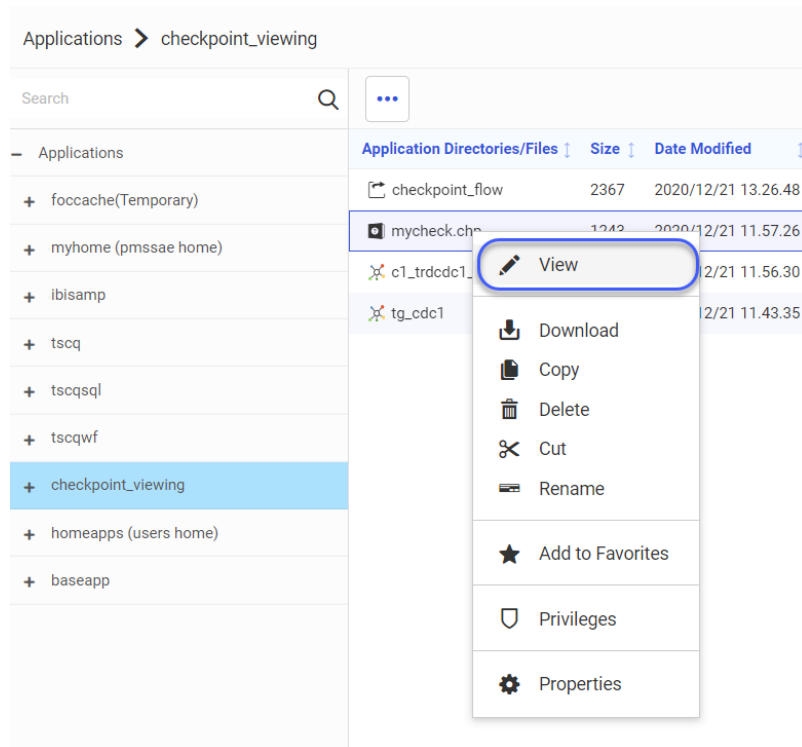 Applications > checkpoint_viewing
Search
Applications
foccache(Temporary)
myhome (pmssae home)
ibisamp
tscq
tscqsql
tscqwf
checkpoint_viewing
homeapps (users home)
baseapp
Application Directories/Files Size Date Modified
checkpoint_flow 2367 2020/12/21 13.26.48
mycheck.chp 1243 2020/12/21 11.57.26
c1_trdcdc1_ 2/21 11.56.30
tg_cdc1 12/21 11.43.35
View
Download
Copy
Delete
Cut
Rename
Add to Favorites
Privileges
Properties